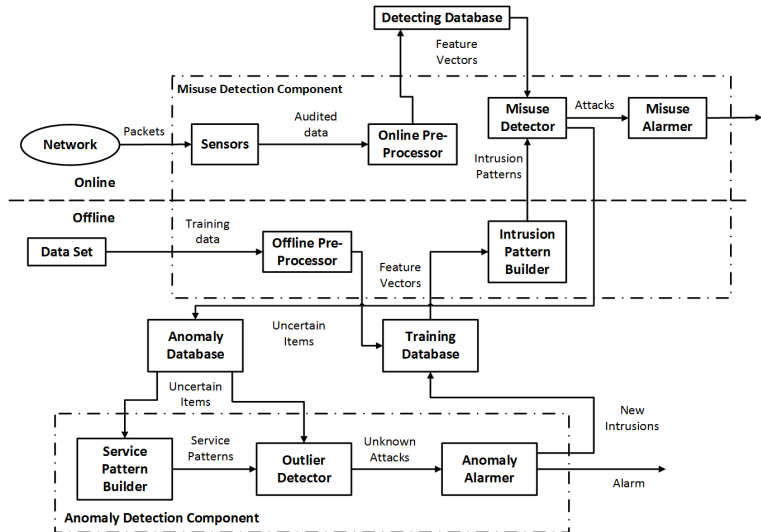 Detecting Database
Feature
Vectors
Misuse Detection Component
Network
Packets
Sensors
Audited
data
Online Pre-
Processor
Misuse
Detector
Attacks
Misuse
Alarmer
Intrusion
Patterns
Online
Offline
Data Set
Training
data
Offline Pre-
Processor
Feature
Vectors
Intrusion
Pattern
Builder
Anomaly
Database
Uncertain
Items
Training
Database
Uncertain
Items
New
Intrusions
Service
Pattern
Builder
Service
Patterns
Outlier
Detector
Unknown
Attacks
Anomaly
Alarmer
Alarm
Anomaly Detection Component